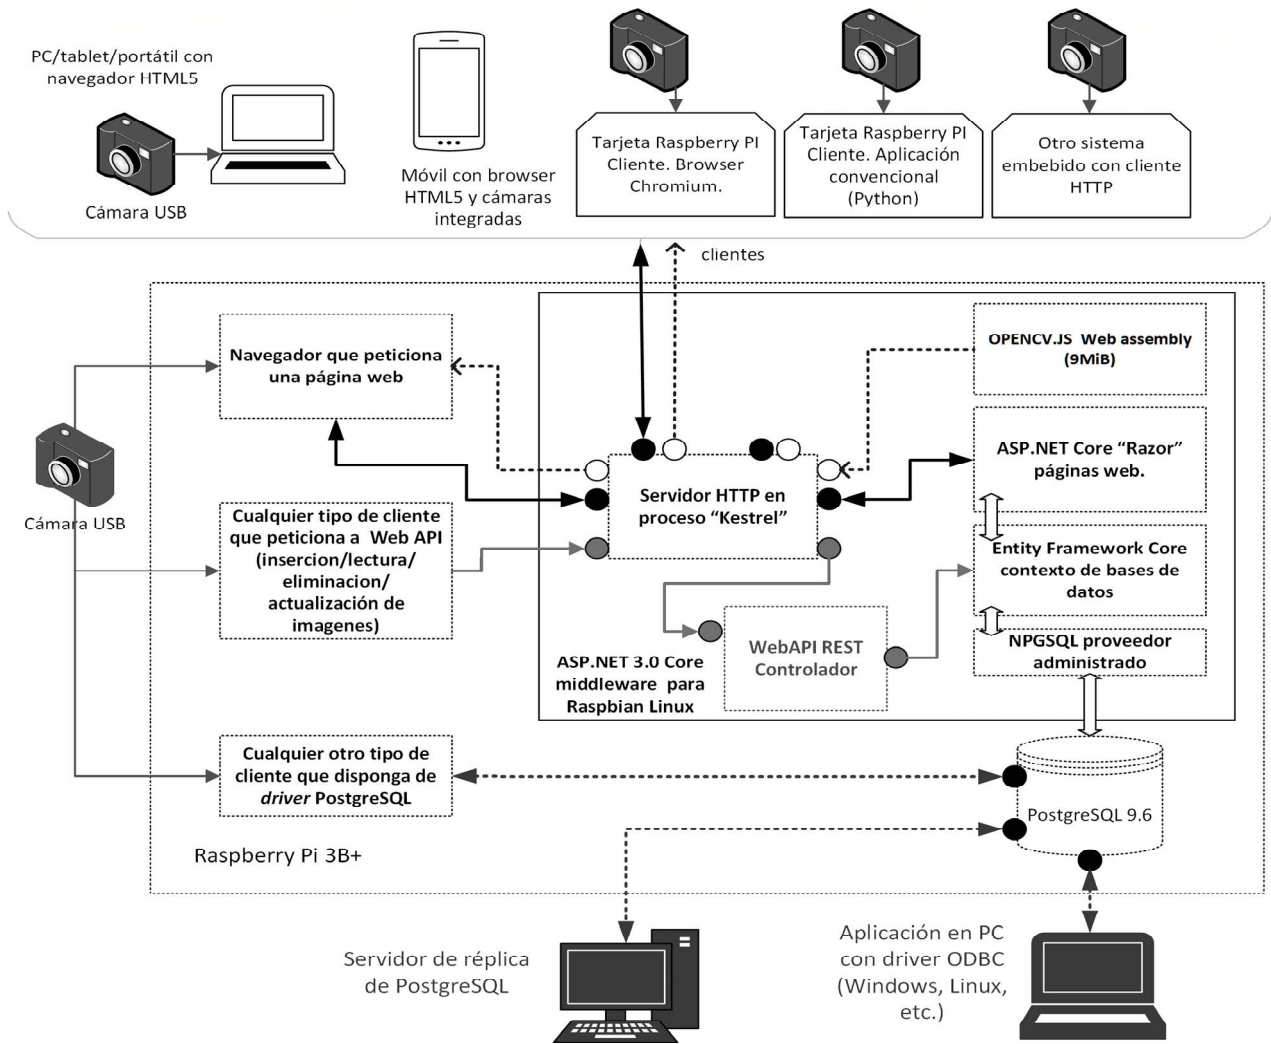 PC/tablet/portátil con
navegador HTML5
Cámara USB
Móvil con browser
HTML5 y cámaras
integradas
Tarjeta Raspberry PI
Cliente. Browser
Chromium.
Tarjeta Raspberry PI
Cliente. Aplicación
convencional
(Python)
Otro sistema
embebido con cliente
HTTP
clientes
Navegador que peticiona
una página web
OPENCV.JS Web assembly
(9MiB)
ASP.NET Core “Razor”
páginas web.
Servidor HTTP en
proceso “Kestrel”
Cámara USB
Cualquier tipo de cliente
que peticiona a Web API
(insercion/lectura/
eliminacion/
actualización de
imagenes)
Entity Framework Core
contexto de bases de
datos
WebAPI REST
Controlador
NPGSQL proveedor
administrado
ASP.NET 3.0 Core
middleware para
Raspbian Linux
Cualquier otro tipo de
cliente que disponga de
driver PostgreSQL
PostgreSQL 9.6
Raspberry Pi 3B+
Servidor de réplica
de PostgreSQL
Aplicación en PC
con driver ODBC
(Windows, Linux,
etc.)